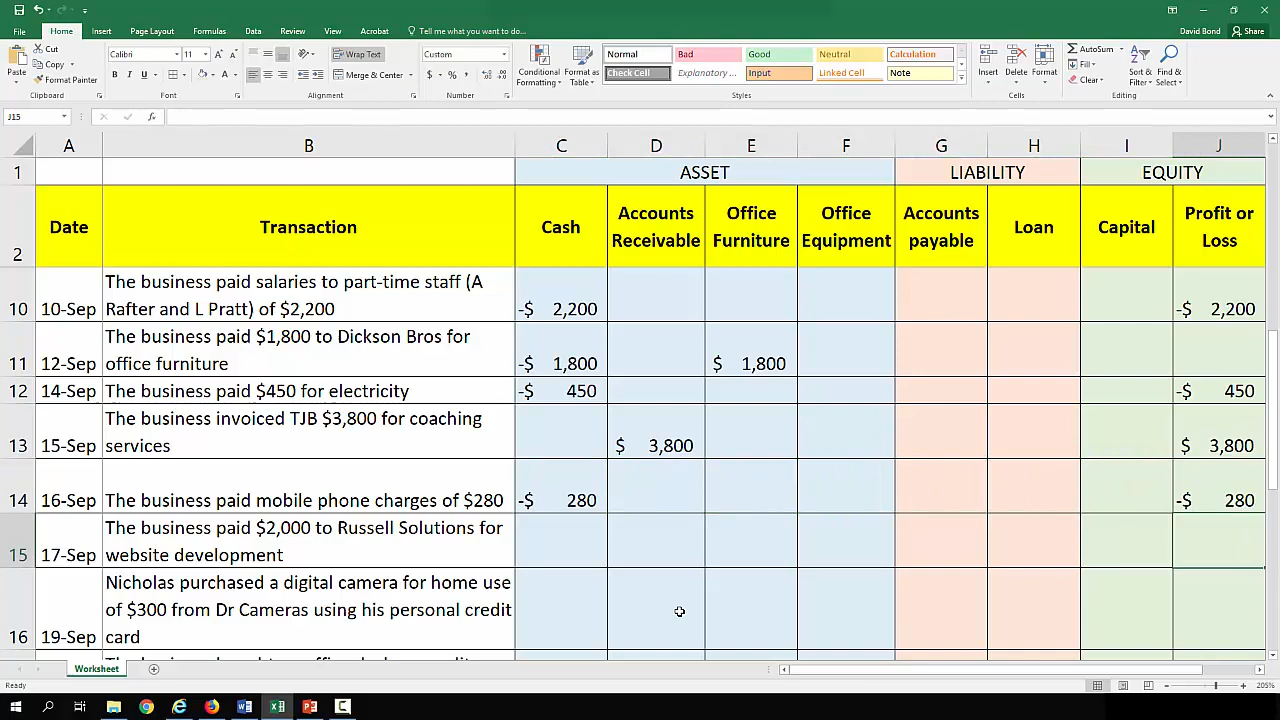 File Home Insert Page Layout Formulas Data Review View Acrobat Tell me what you want to do... David Bond Share
Cut
Copy
Format Painter
Paste
Clipboard
Calibri 11
B I U
Font
Wrap Text
Merge & Center
Alignment
Custom
$ % ,
Number
Conditional Formatting
Format as Table
Normal Bad Good Neutral Calculation
Check Cell Explanatory ... Input Linked Cell Note
Styles
Insert Delete Format
Cells
AutoSum
Fill
Clear
Sort & Filter
Find & Select
Editing
J15 fx
A B C D E F G H I J
1 ASSET LIABILITY EQUITY
2 Date Transaction Cash Accounts Receivable Office Furniture Office Equipment Accounts payable Loan Capital Profit or Loss
The business paid salaries to part-time staff (A
10 10-Sep Rafter and L Pratt) of $2,200 -$ 2,200 -$ 2,200
The business paid $1,800 to Dickson Bros for
11 12-Sep office furniture -$ 1,800 $ 1,800
12 14-Sep The business paid $450 for electricity -$ 450 -$ 450
The business invoiced TJB $3,800 for coaching
13 15-Sep services $ 3,800 $ 3,800
14 16-Sep The business paid mobile phone charges of $280 -$ 280 -$ 280
The business paid $2,000 to Russell Solutions for
15 17-Sep website development
Nicholas purchased a digital camera for home use
of $300 from Dr Cameras using his personal credit
16 19-Sep card
Worksheet
Ready 205%